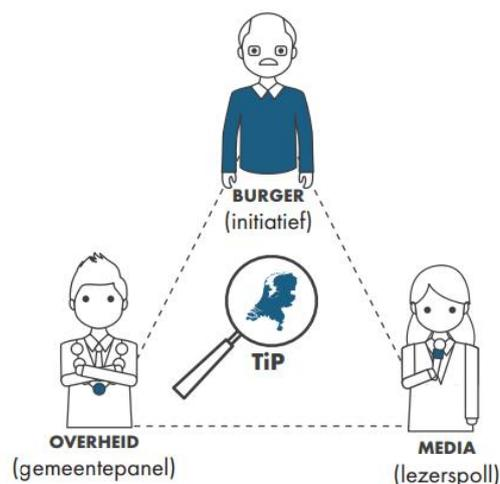 BURGER
(initiatief)
TiP
OVERHEID
(gemeentepanel)
MEDIA
(lezerspoll)